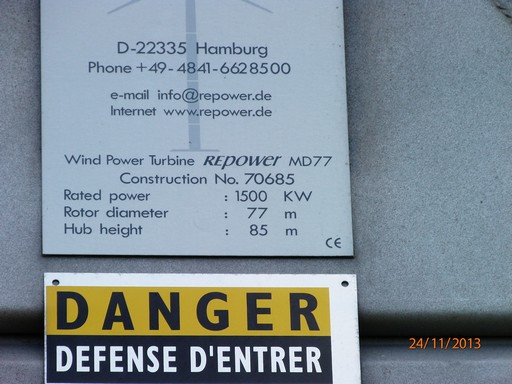 D-22335 Hamburg
Phone +49-4841-6628500
e-mail info@repower.de
Internet www.repower.de
Wind Power Turbine REpower MD77
Construction No. 70685
Rated power : 1500 KW
Rotor diameter : 77 m
Hub height : 85 m
CE
DANGER
DEFENSE D'ENTRER
24/11/2013